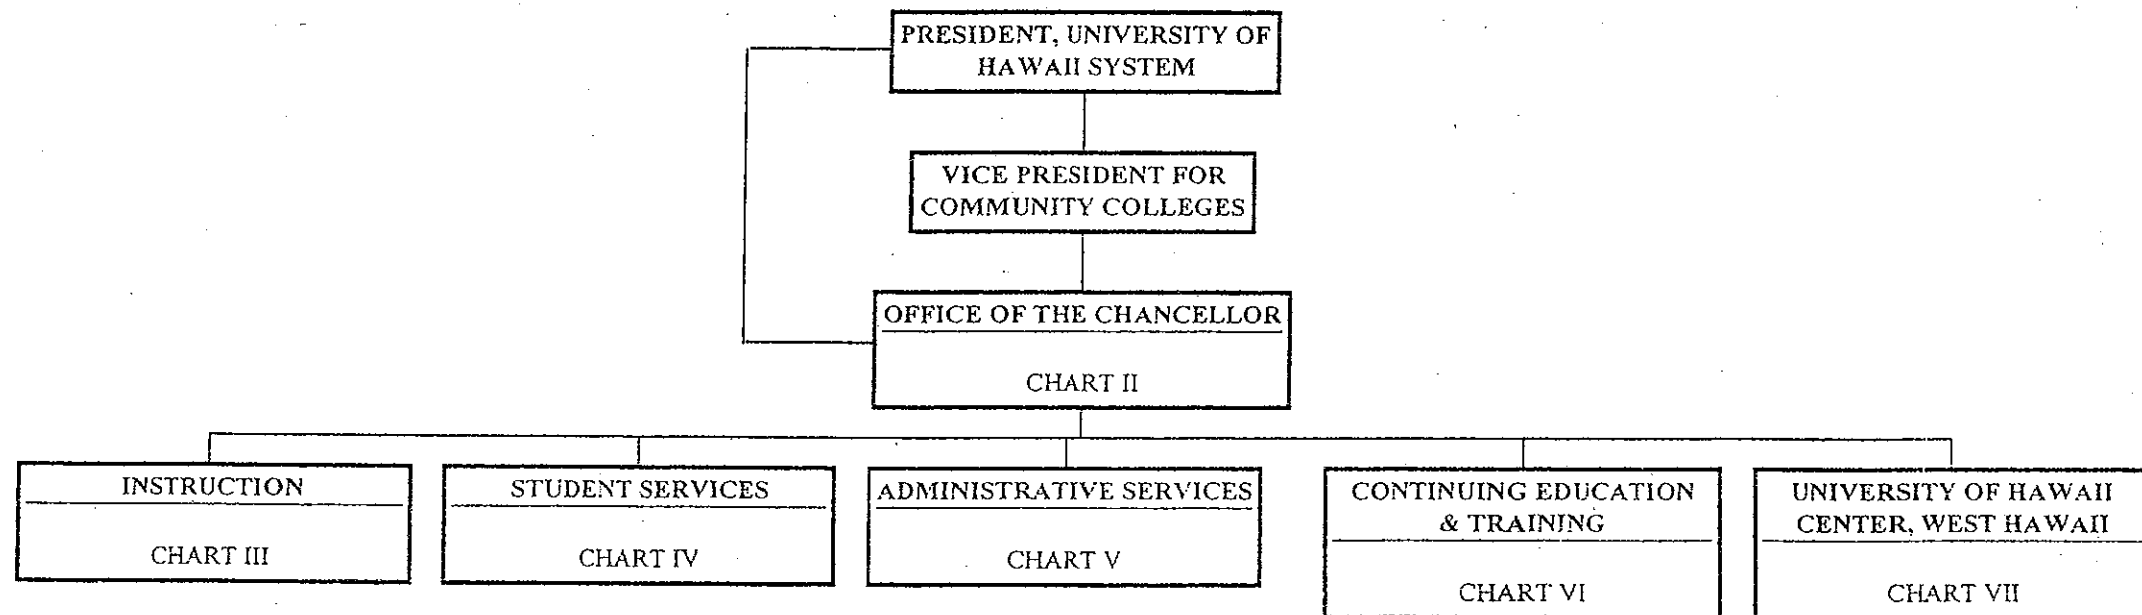 PRESIDENT, UNIVERSITY OF
HAWAII SYSTEM
VICE PRESIDENT FOR
COMMUNITY COLLEGES
OFFICE OF THE CHANCELLOR
CHART II
INSTRUCTION
CHART III
STUDENT SERVICES
CHART IV
ADMINISTRATIVE SERVICES
CHART V
CONTINUING EDUCATION
& TRAINING
CHART VI
UNIVERSITY OF HAWAII
CENTER, WEST HAWAII
CHART VII